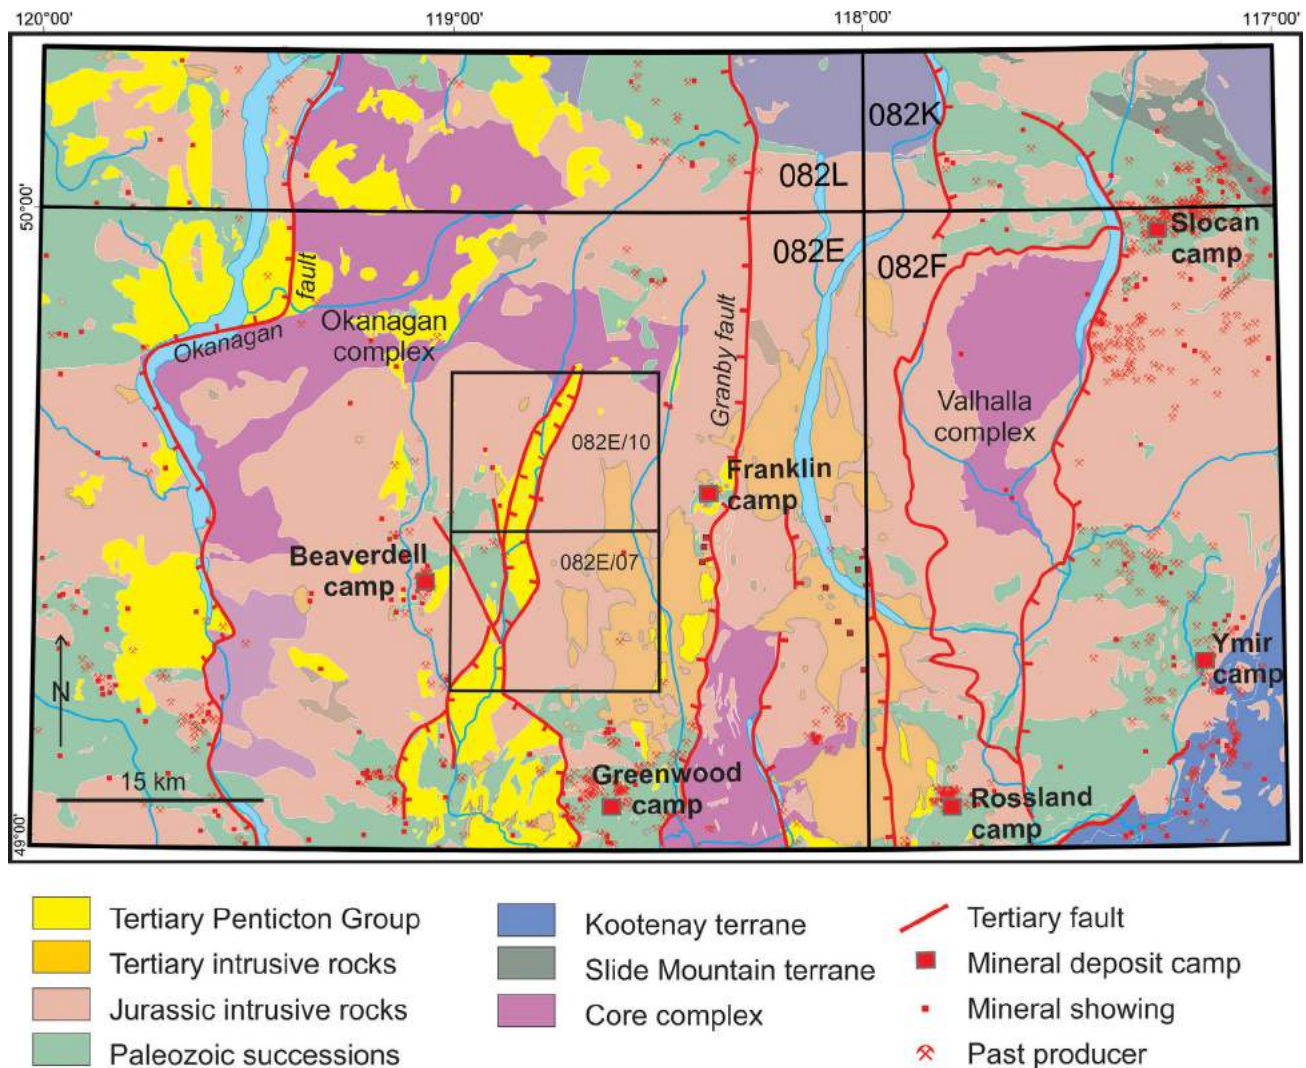 120°00'
119°00'
118°00'
117°00'
50°00'
49°00'
082K
082L
082E
082F
Slocan
camp
fault
Okanagan
Okanagan
complex
Granby fault
Valhalla
complex
082E/10
Franklin
camp
082E/07
Beaverdell
camp
Ymir
camp
N
15 km
Greenwood
camp
Rossland
camp
Tertiary Penticton Group
Tertiary intrusive rocks
Jurassic intrusive rocks
Paleozoic successions
Kootenay terrane
Slide Mountain terrane
Core complex
Tertiary fault
Mineral deposit camp
Mineral showing
Past producer